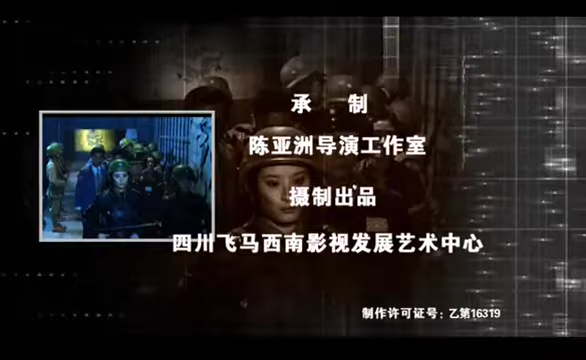 承 制
陈亚洲导演工作室
摄制出品
四川飞马西南影视发展艺术中心
制作许可证号：乙第16319